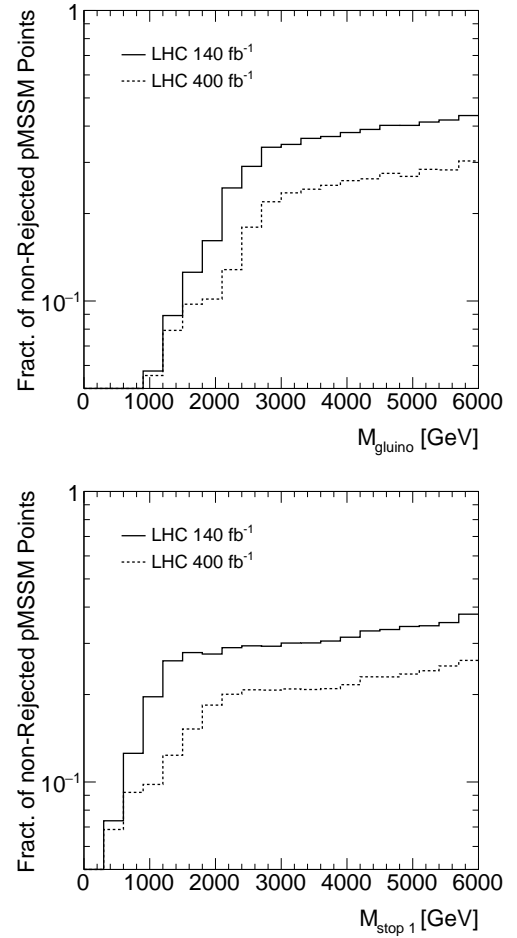 1
LHC 140 fb⁻¹
LHC 400 fb⁻¹
Fract. of non-Rejected pMSSM Points
10⁻¹
0 1000 2000 3000 4000 5000 6000
M_gluino [GeV]
1
LHC 140 fb⁻¹
LHC 400 fb⁻¹
Fract. of non-Rejected pMSSM Points
10⁻¹
0 1000 2000 3000 4000 5000 6000
M_stop 1 [GeV]